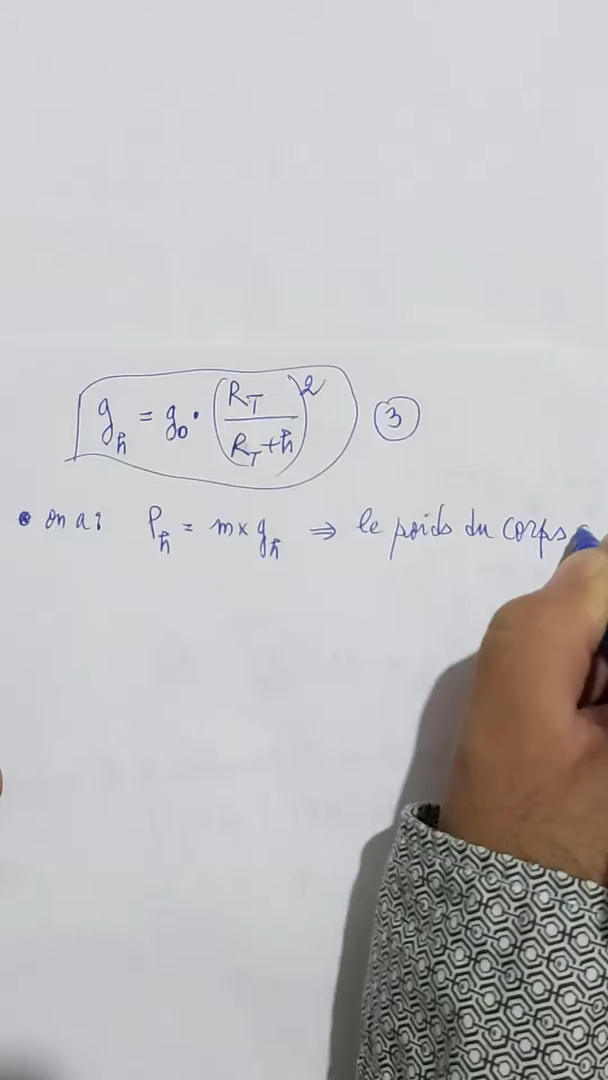 g_h = g_0 · (R_T / (R_T + h))^2 ③
• on a : P_h = m × g_h ⇒ le poids du corps